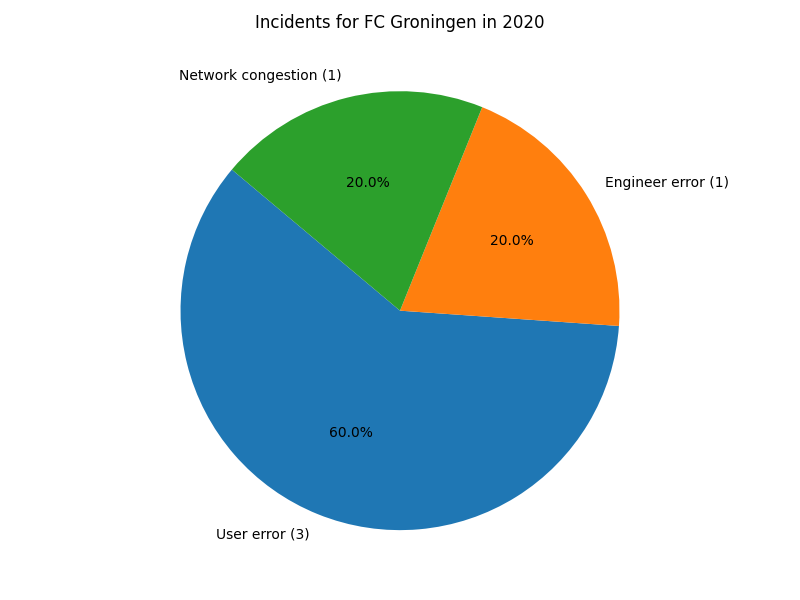 Incidents for FC Groningen in 2020
Network congestion (1)
20.0%
Engineer error (1)
20.0%
60.0%
User error (3)